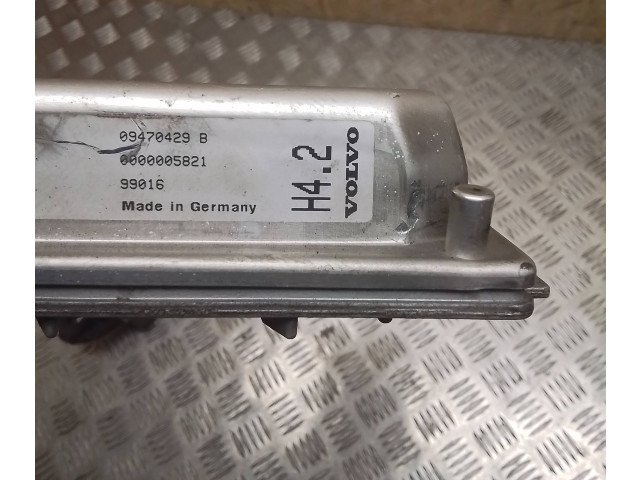 09470429 B
0000005821
99016
Made in Germany
H4.2
VOLVO